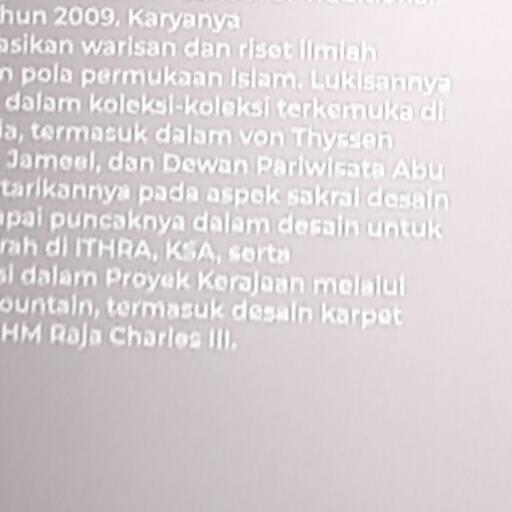 hun 2009. Karyanya
asikan warisan dan riset ilmiah
n pola permukaan Islam. Lukisannya
dalam koleksi-koleksi terkemuka di
ia, termasuk dalam von Thyssen
Jameel, dan Dewan Pariwisata Abu
tarikannya pada aspek sakral desain
apai puncaknya dalam desain untuk
rah di ITHRA, KSA, serta
si dalam Proyek Kerajaan melalui
ountain, termasuk desain karpet
HM Raja Charles III.